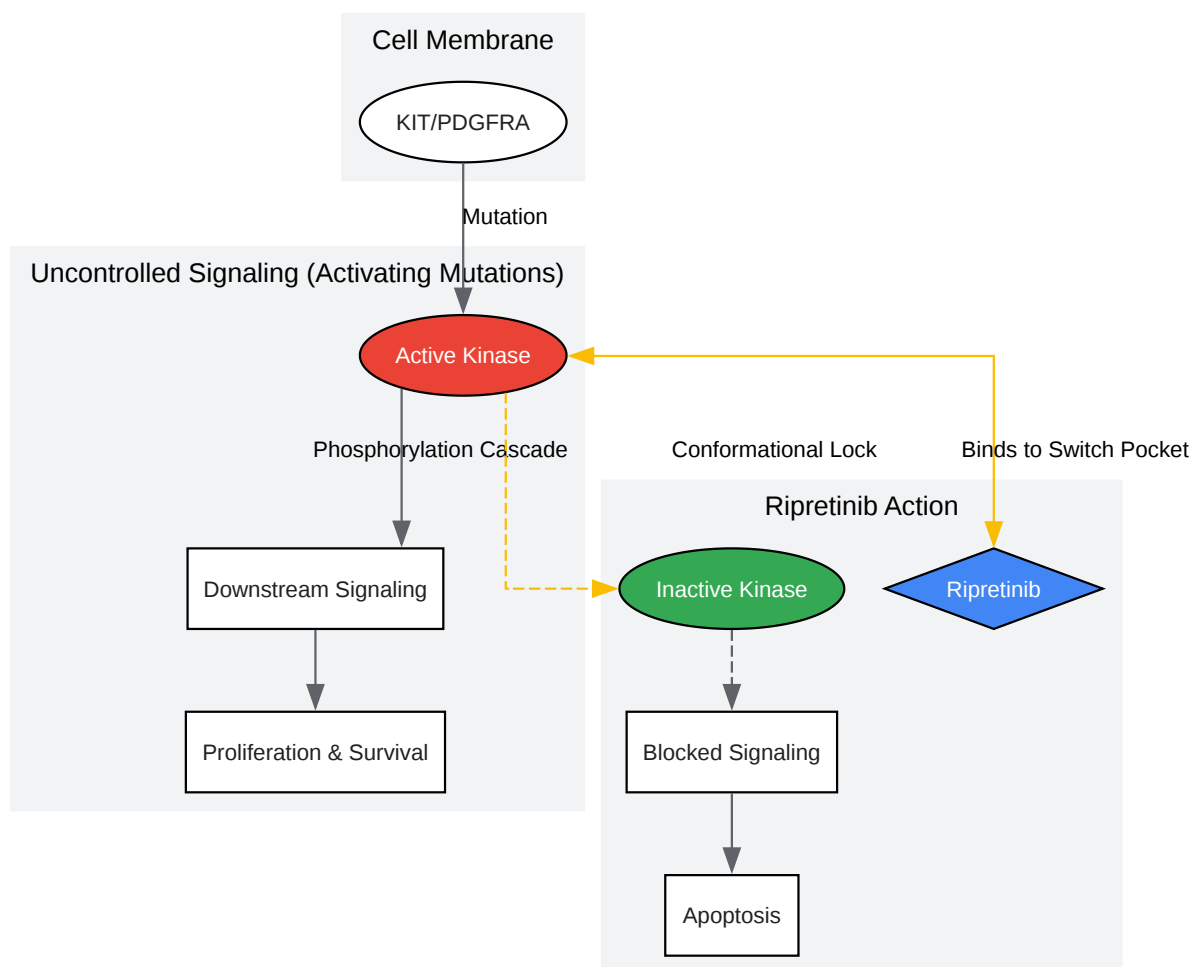 Cell Membrane
KIT/PDGFRA
Mutation
Uncontrolled Signaling (Activating Mutations)
Active Kinase
Phosphorylation Cascade
Conformational Lock
Binds to Switch Pocket
Ripretinib Action
Downstream Signaling
Inactive Kinase
Ripretinib
Proliferation & Survival
Blocked Signaling
Apoptosis